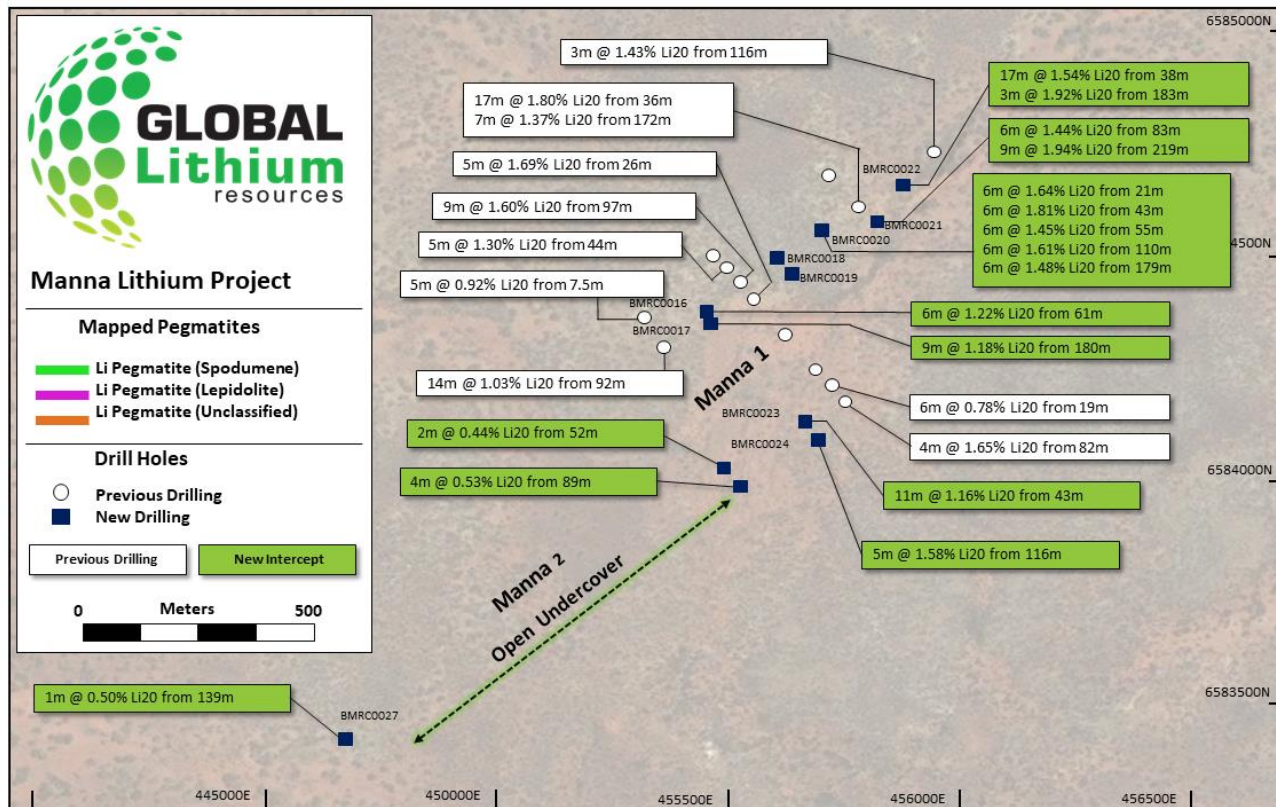 GLOBAL
Lithium
resources
Manna Lithium Project
Mapped Pegmatites
Li Pegmatite (Spodumene)
Li Pegmatite (Lepidolite)
Li Pegmatite (Unclassified)
Drill Holes
Previous Drilling
New Drilling
Previous Drilling
New Intercept
0 Meters 500
6585000N
3m @ 1.43% Li20 from 116m
17m @ 1.80% Li20 from 36m
7m @ 1.37% Li20 from 172m
17m @ 1.54% Li20 from 38m
3m @ 1.92% Li20 from 183m
6m @ 1.44% Li20 from 83m
9m @ 1.94% Li20 from 219m
5m @ 1.69% Li20 from 26m
9m @ 1.60% Li20 from 97m
5m @ 1.30% Li20 from 44m
5m @ 0.92% Li20 from 7.5m
6m @ 1.64% Li20 from 21m
6m @ 1.81% Li20 from 43m
6m @ 1.45% Li20 from 55m
6m @ 1.61% Li20 from 110m
6m @ 1.48% Li20 from 179m
4500N
BMRC0022
BMRC0021
BMRC0020
BMRC0018
BMRC0019
BMRC0016
BMRC0017
6m @ 1.22% Li20 from 61m
9m @ 1.18% Li20 from 180m
14m @ 1.03% Li20 from 92m
Manna 1
6m @ 0.78% Li20 from 19m
4m @ 1.65% Li20 from 82m
BMRC0023
BMRC0024
2m @ 0.44% Li20 from 52m
4m @ 0.53% Li20 from 89m
6584000N
11m @ 1.16% Li20 from 43m
5m @ 1.58% Li20 from 116m
Manna 2
Open Undercover
1m @ 0.50% Li20 from 139m
BMRC0027
6583500N
445000E
450000E
455500E
456000E
456500E